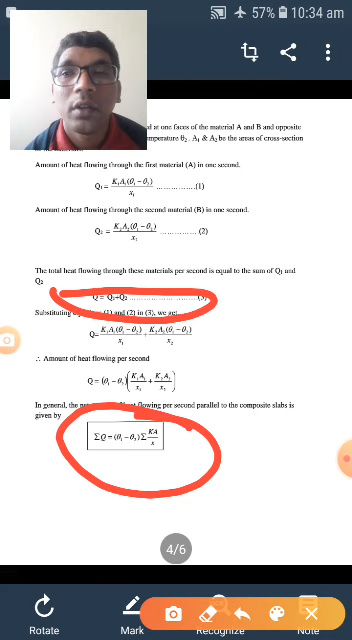 57% 10:34 am
ed at one faces of the material A and B and opposite
mperature θ₂. A₁ & A₂ be the areas of cross-section
Amount of heat flowing through the first material (A) in one second.
Q₁ = K₁A₁(θ₁ − θ₂) / x₁ ...............(1)
Amount of heat flowing through the second material (B) in one second.
Q₂ = K₂A₂(θ₁ − θ₂) / x₂ .............. (2)
The total heat flowing through these materials per second is equal to the sum of Q₁ and
Q₂
Q = Q₁+Q₂ ..........................(3)
Substituting (1) and (2) in (3), we get
Q= K₁A₁(θ₁ − θ₂) / x₁ + K₂A₂(θ₁ − θ₂) / x₂
∴ Amount of heat flowing per second
Q = (θ₁ − θ₂) ( K₁A₁ / x₁ + K₂A₂ / x₂ )
In general, the flowing per second parallel to the composite slabs is
given by
∑Q = (θ₁ − θ₂) ∑ KA / x
4/6
Rotate Mark Recognize Note